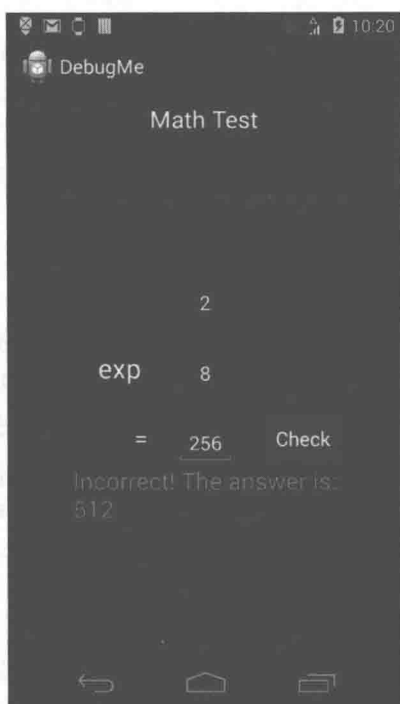 10:20
DebugMe
Math Test
2
exp 8
= 256 Check
Incorrect! The answer is:
512